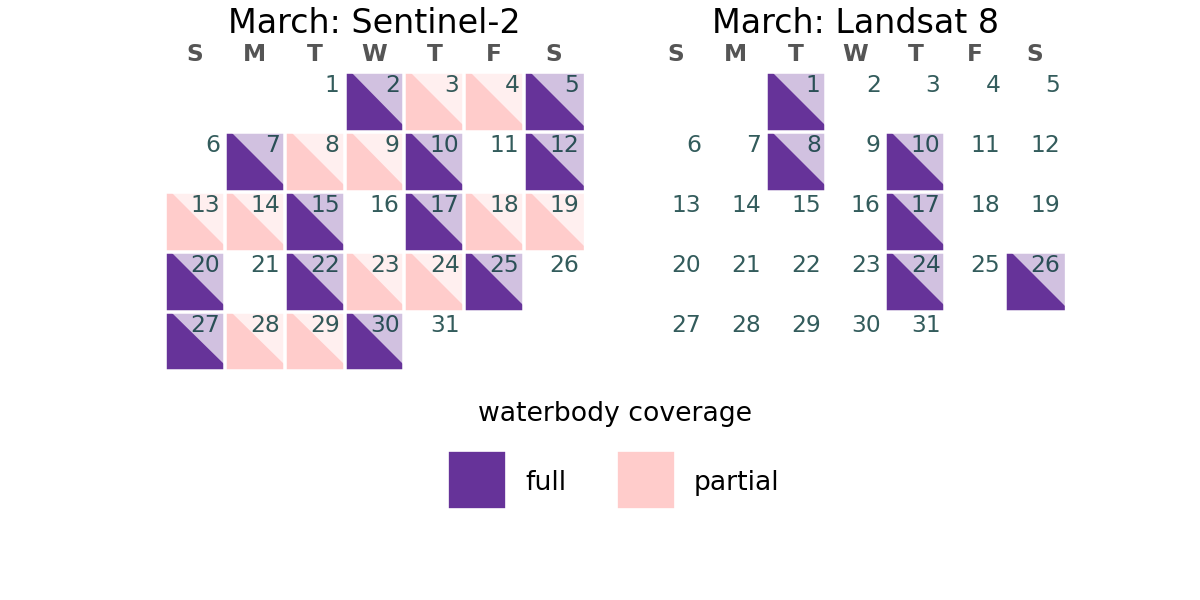 March: Sentinel-2
S M T W T F S
1 2 3 4 5
6 7 8 9 10 11 12
13 14 15 16 17 18 19
20 21 22 23 24 25 26
27 28 29 30 31
March: Landsat 8
S M T W T F S
1 2 3 4 5
6 7 8 9 10 11 12
13 14 15 16 17 18 19
20 21 22 23 24 25 26
27 28 29 30 31
waterbody coverage
full partial